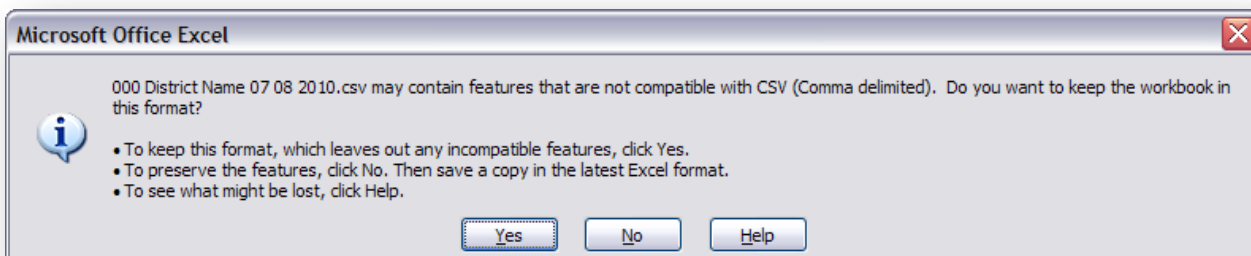 Microsoft Office Excel
000 District Name 07 08 2010.csv may contain features that are not compatible with CSV (Comma delimited).  Do you want to keep the workbook in
this format?
• To keep this format, which leaves out any incompatible features, click Yes.
• To preserve the features, click No. Then save a copy in the latest Excel format.
• To see what might be lost, click Help.
Yes No Help